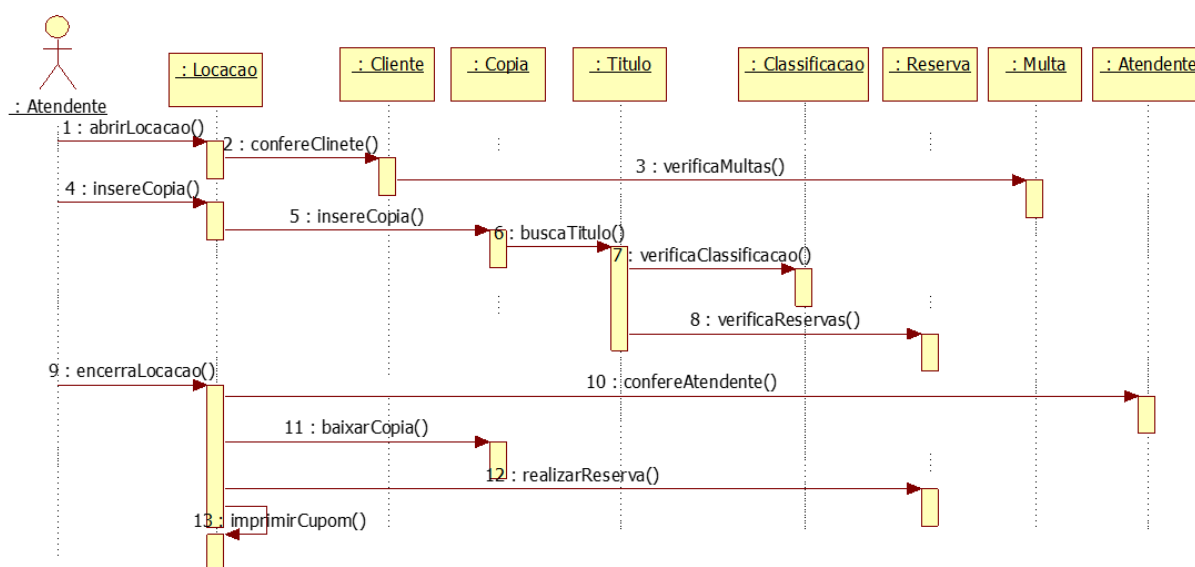 : Locacao
: Cliente
: Copia
: Titulo
: Classificacao
: Reserva
: Multa
: Atendente
: Atendente
1 : abrirLocacao()
2 : confereClinete()
3 : verificaMultas()
4 : insereCopia()
5 : insereCopia()
6 : buscaTitulo()
7 : verificaClassificacao()
8 : verificaReservas()
9 : encerraLocacao()
10 : confereAtendente()
11 : baixarCopia()
12 : realizarReserva()
13 : imprimirCupom()